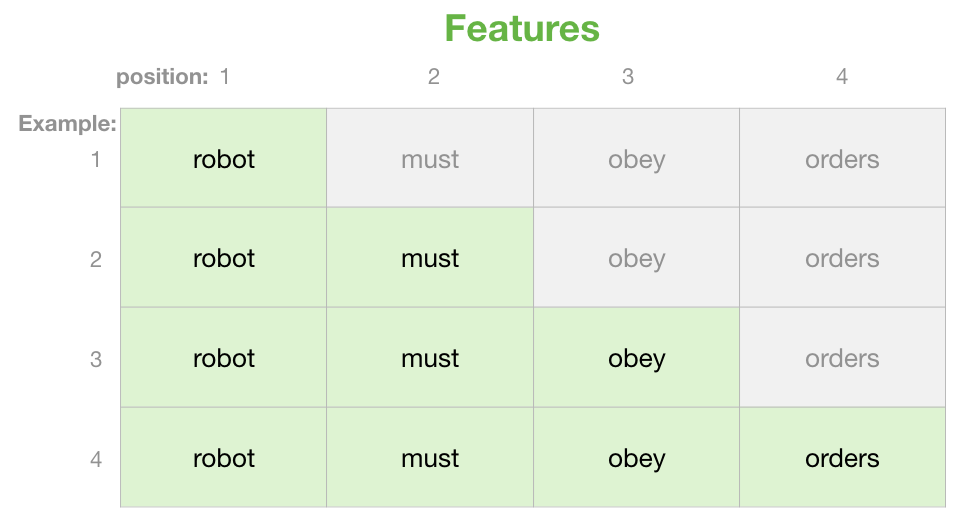 Features
position: 1 2 3 4
Example:
1 robot must obey orders
2 robot must obey orders
3 robot must obey orders
4 robot must obey orders